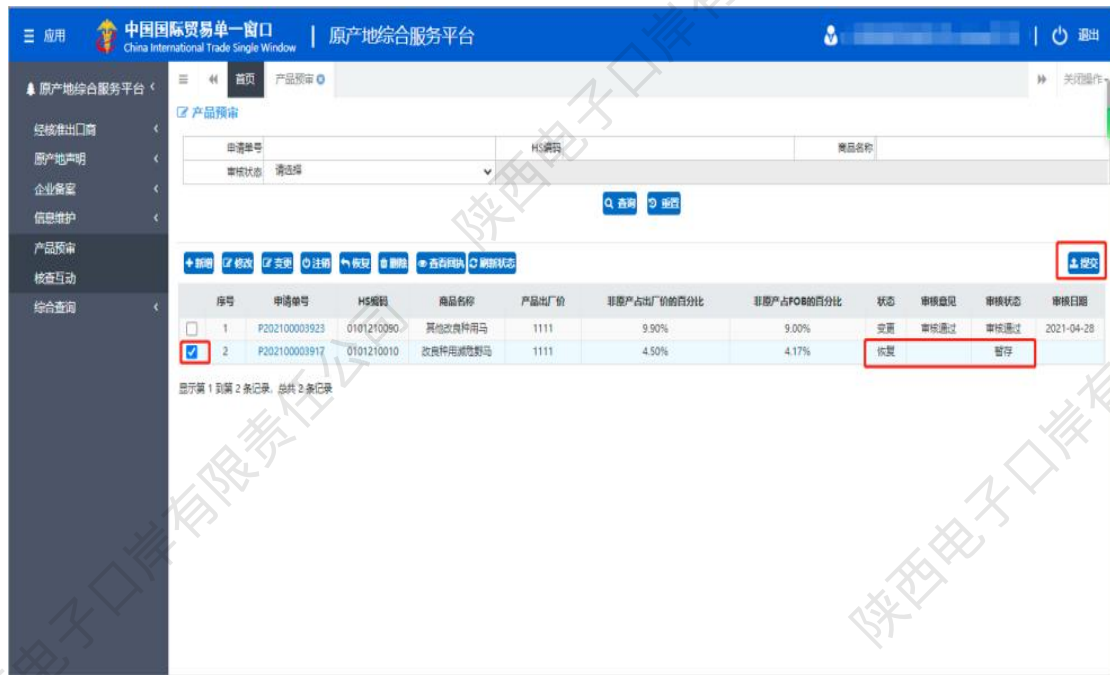 应用 中国国际贸易单一窗口 China International Trade Single Window | 原产地综合服务平台 退出
原产地综合服务平台
经核准出口商
原产地声明
企业备案
信息维护
产品预审
核查互动
综合查询
首页 产品预审 关闭操作
产品预审
申请单号 HS编码 商品名称
审核状态 请选择
查询 重置
新增 修改 变更 注销 恢复 删除 查看回执 刷新状态 提交
序号 申请单号 HS编码 商品名称 产品出厂价 非原产占出厂价的百分比 非原产占FOB的百分比 状态 审核意见 审核状态 审核日期
1 P202100003923 0101210090 其他改良种用马 1111 9.90% 9.00% 变更 审核通过 审核通过 2021-04-28
2 P202100003917 0101210010 改良种用濒危野马 1111 4.50% 4.17% 恢复 暂存
显示第 1 到第 2 条记录，总共 2 条记录
陕西电子口岸有限责任公司
陕西电子口岸有